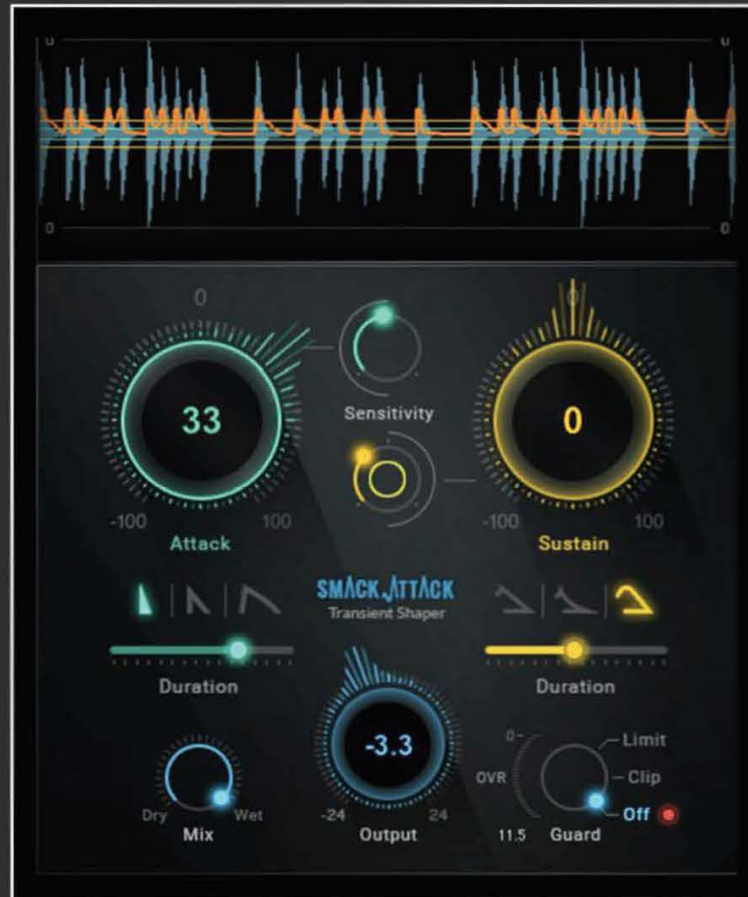 0 0
0 0
0 0
33 Sensitivity 0
-100 100 -100 100
Attack Sustain
SMACK ATTACK
Transient Shaper
Duration Duration
-3.3
0 Limit
OVR Clip
Dry Wet -24 24 Off
Mix Output 11.5 Guard